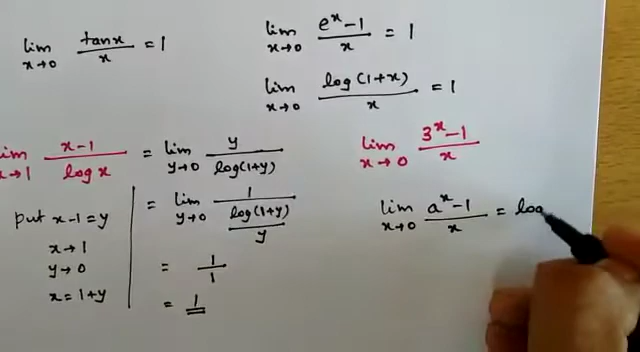 lim x→0 tanx/x = 1
lim x→0 (e^x - 1)/x = 1
lim x→0 log(1+x)/x = 1
lim x→1 (x-1)/log x = lim y→0 y/log(1+y)
put x-1=y
x→1
y→0
x=1+y
= lim y→0 1/(log(1+y)/y)
= 1/1
= 1
lim x→0 (3^x - 1)/x
lim x→0 (a^x - 1)/x = log